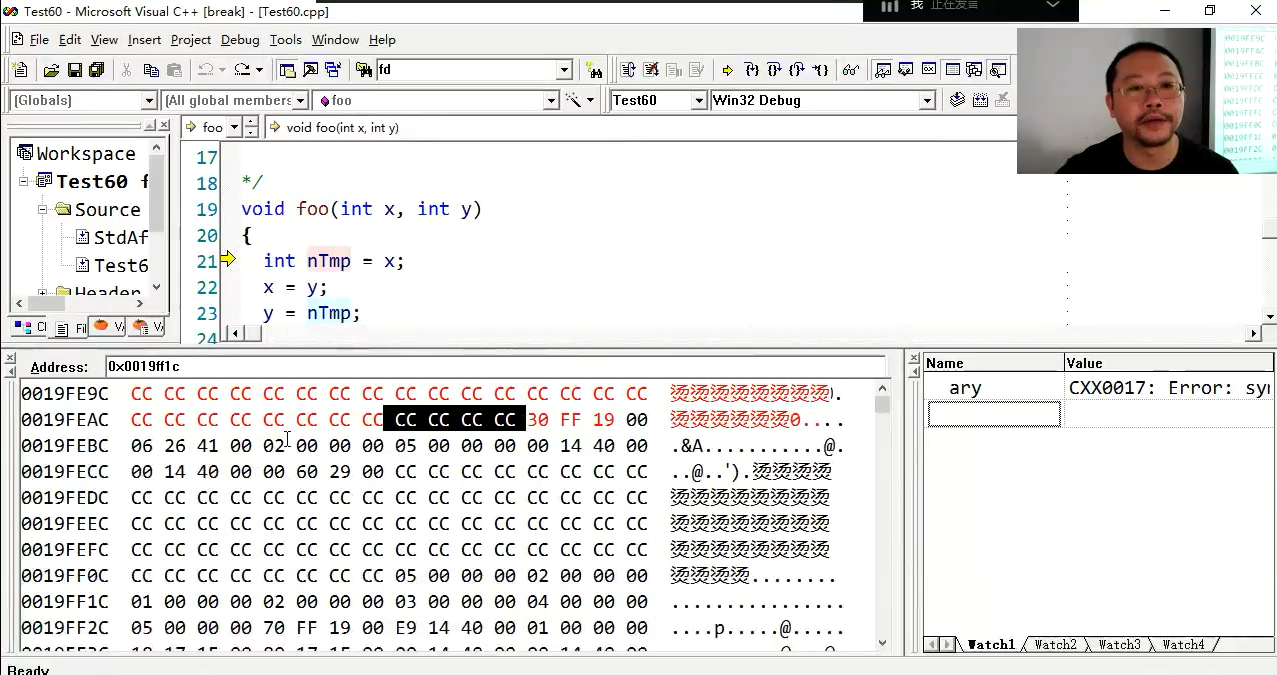 Test60 - Microsoft Visual C++ [break] - [Test60.cpp]
我 正在发言
File Edit View Insert Project Debug Tools Window Help
fd
(Globals) (All global members foo Test60 Win32 Debug
foo void foo(int x, int y)
Workspace
Test60 f
Source
StdAf
Test6
Header
17
18 */
19 void foo(int x, int y)
20 {
21 int nTmp = x;
22 x = y;
23 y = nTmp;
24
Address: 0x0019ff1c
0019FE9C CC CC CC CC CC CC CC CC CC CC CC CC CC CC CC CC 烫烫烫烫烫烫烫烫.
0019FEAC CC CC CC CC CC CC CC CC CC CC CC CC 30 FF 19 00 烫烫烫烫烫烫0...
0019FEBC 06 26 41 00 02 00 00 00 05 00 00 00 00 14 40 00 .&A...........@.
0019FECC 00 14 40 00 00 60 29 00 CC CC CC CC CC CC CC CC ..@..`).烫烫烫烫
0019FEDC CC CC CC CC CC CC CC CC CC CC CC CC CC CC CC CC 烫烫烫烫烫烫烫烫
0019FEEC CC CC CC CC CC CC CC CC CC CC CC CC CC CC CC CC 烫烫烫烫烫烫烫烫
0019FEFC CC CC CC CC CC CC CC CC CC CC CC CC CC CC CC CC 烫烫烫烫烫烫烫烫
0019FF0C CC CC CC CC CC CC CC CC 05 00 00 00 02 00 00 00 烫烫烫烫........
0019FF1C 01 00 00 00 02 00 00 00 03 00 00 00 04 00 00 00 ................
0019FF2C 05 00 00 00 70 FF 19 00 E9 14 40 00 01 00 00 00 ....p.....@.....
Name Value
ary CXX0017: Error: sy
Watch1 Watch2 Watch3 Watch4
Ready